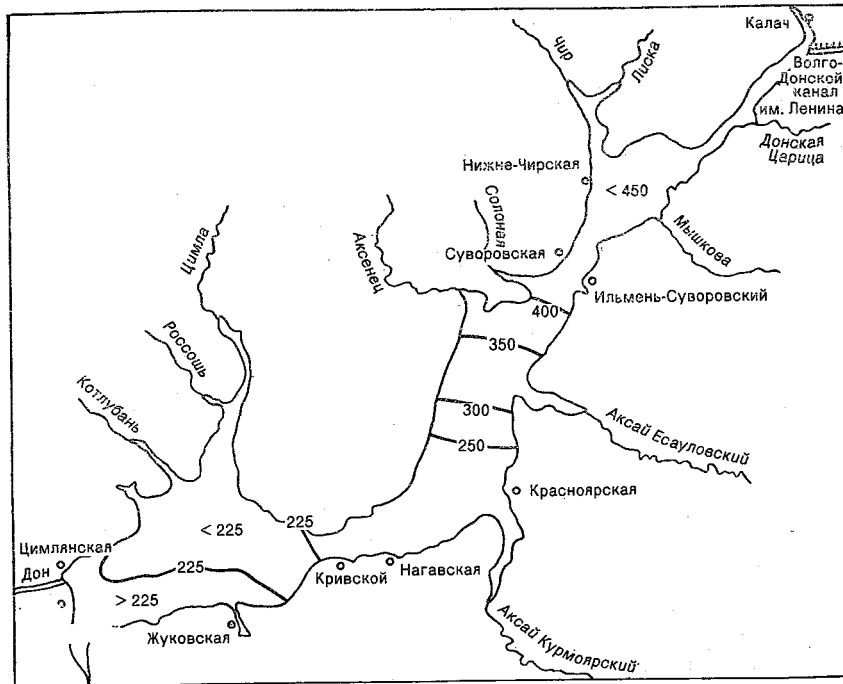 Калач
Волго-
Донской
канал
им. Ленина
Чир
Лиска
Донская
Царица
Нижне-Чирская
< 450
Солоная
Мышкова
Цимла
Аксенец
Суворовская
Ильмень-Суворовский
400
350
Россошь
Котлубань
300
250
Аксай Есауловский
Красноярская
< 225
225
Цимлянская
Дон
225
Кривской
Нагавская
> 225
Жуковская
Аксай Курмоярский